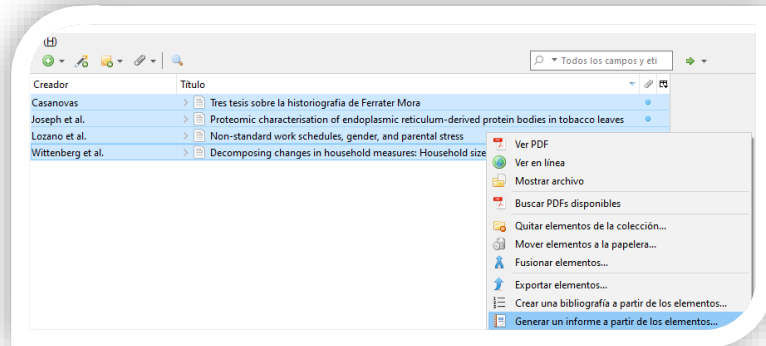 (H)
Todos los campos y eti
Creador Título
Casanovas Tres tesis sobre la historiografia de Ferrater Mora
Joseph et al. Proteomic characterisation of endoplasmic reticulum-derived protein bodies in tobacco leaves
Lozano et al. Non-standard work schedules, gender, and parental stress
Wittenberg et al. Decomposing changes in household measures: Household size
Ver PDF
Ver en línea
Mostrar archivo
Buscar PDFs disponibles
Quitar elementos de la colección...
Mover elementos a la papelera...
Fusionar elementos...
Exportar elementos...
Crear una bibliografía a partir de los elementos...
Generar un informe a partir de los elementos...